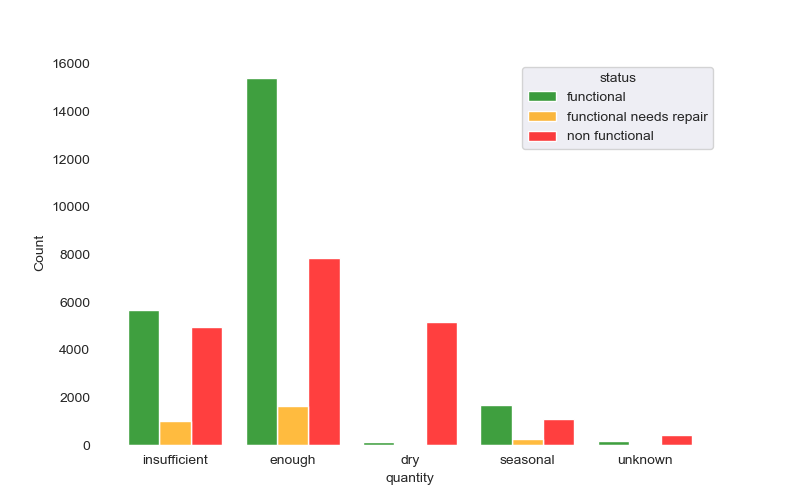 16000
14000
12000
10000
8000
6000
4000
2000
0
Count
status
functional
functional needs repair
non functional
insufficient
enough
dry
seasonal
unknown
quantity